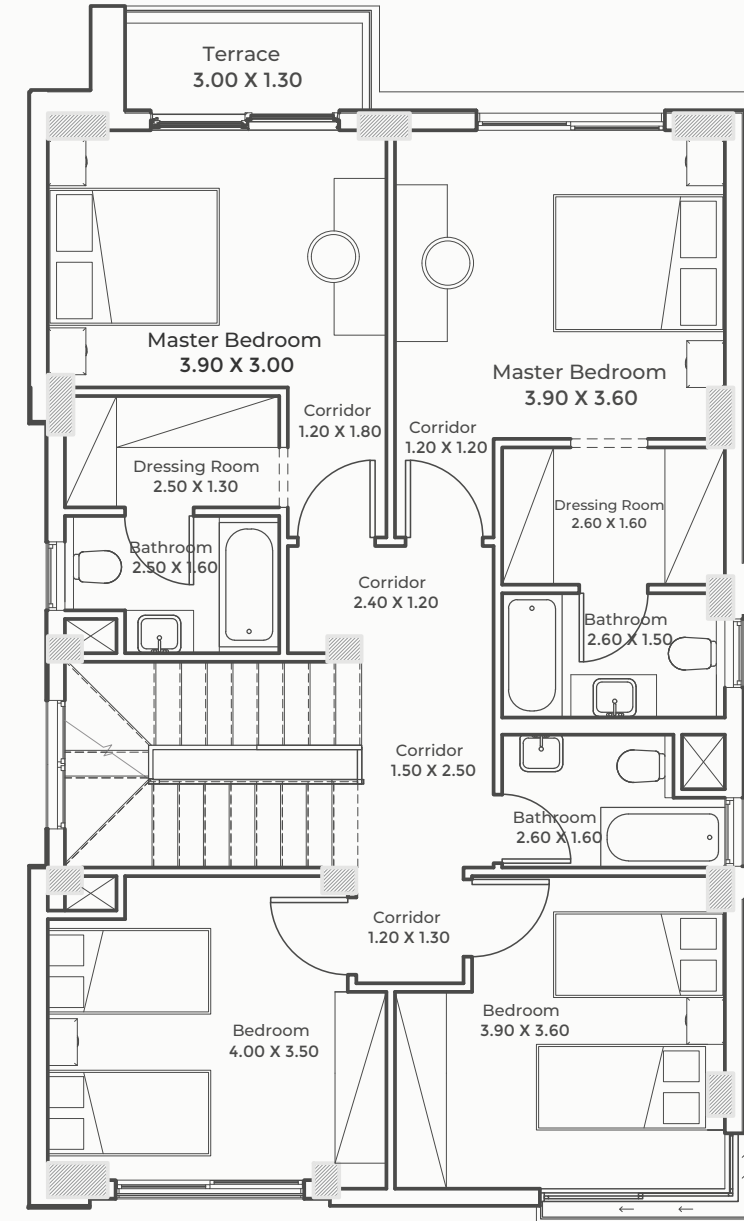 Terrace
3.00 X 1.30
Master Bedroom
3.90 X 3.00
Master Bedroom
3.90 X 3.60
Corridor
1.20 X 1.80
Corridor
1.20 X 1.20
Dressing Room
2.50 X 1.30
Dressing Room
2.60 X 1.60
Bathroom
2.50 X 1.60
Corridor
2.40 X 1.20
Bathroom
2.60 X 1.50
Corridor
1.50 X 2.50
Bathroom
2.60 X 1.60
Corridor
1.20 X 1.30
Bedroom
4.00 X 3.50
Bedroom
3.90 X 3.60